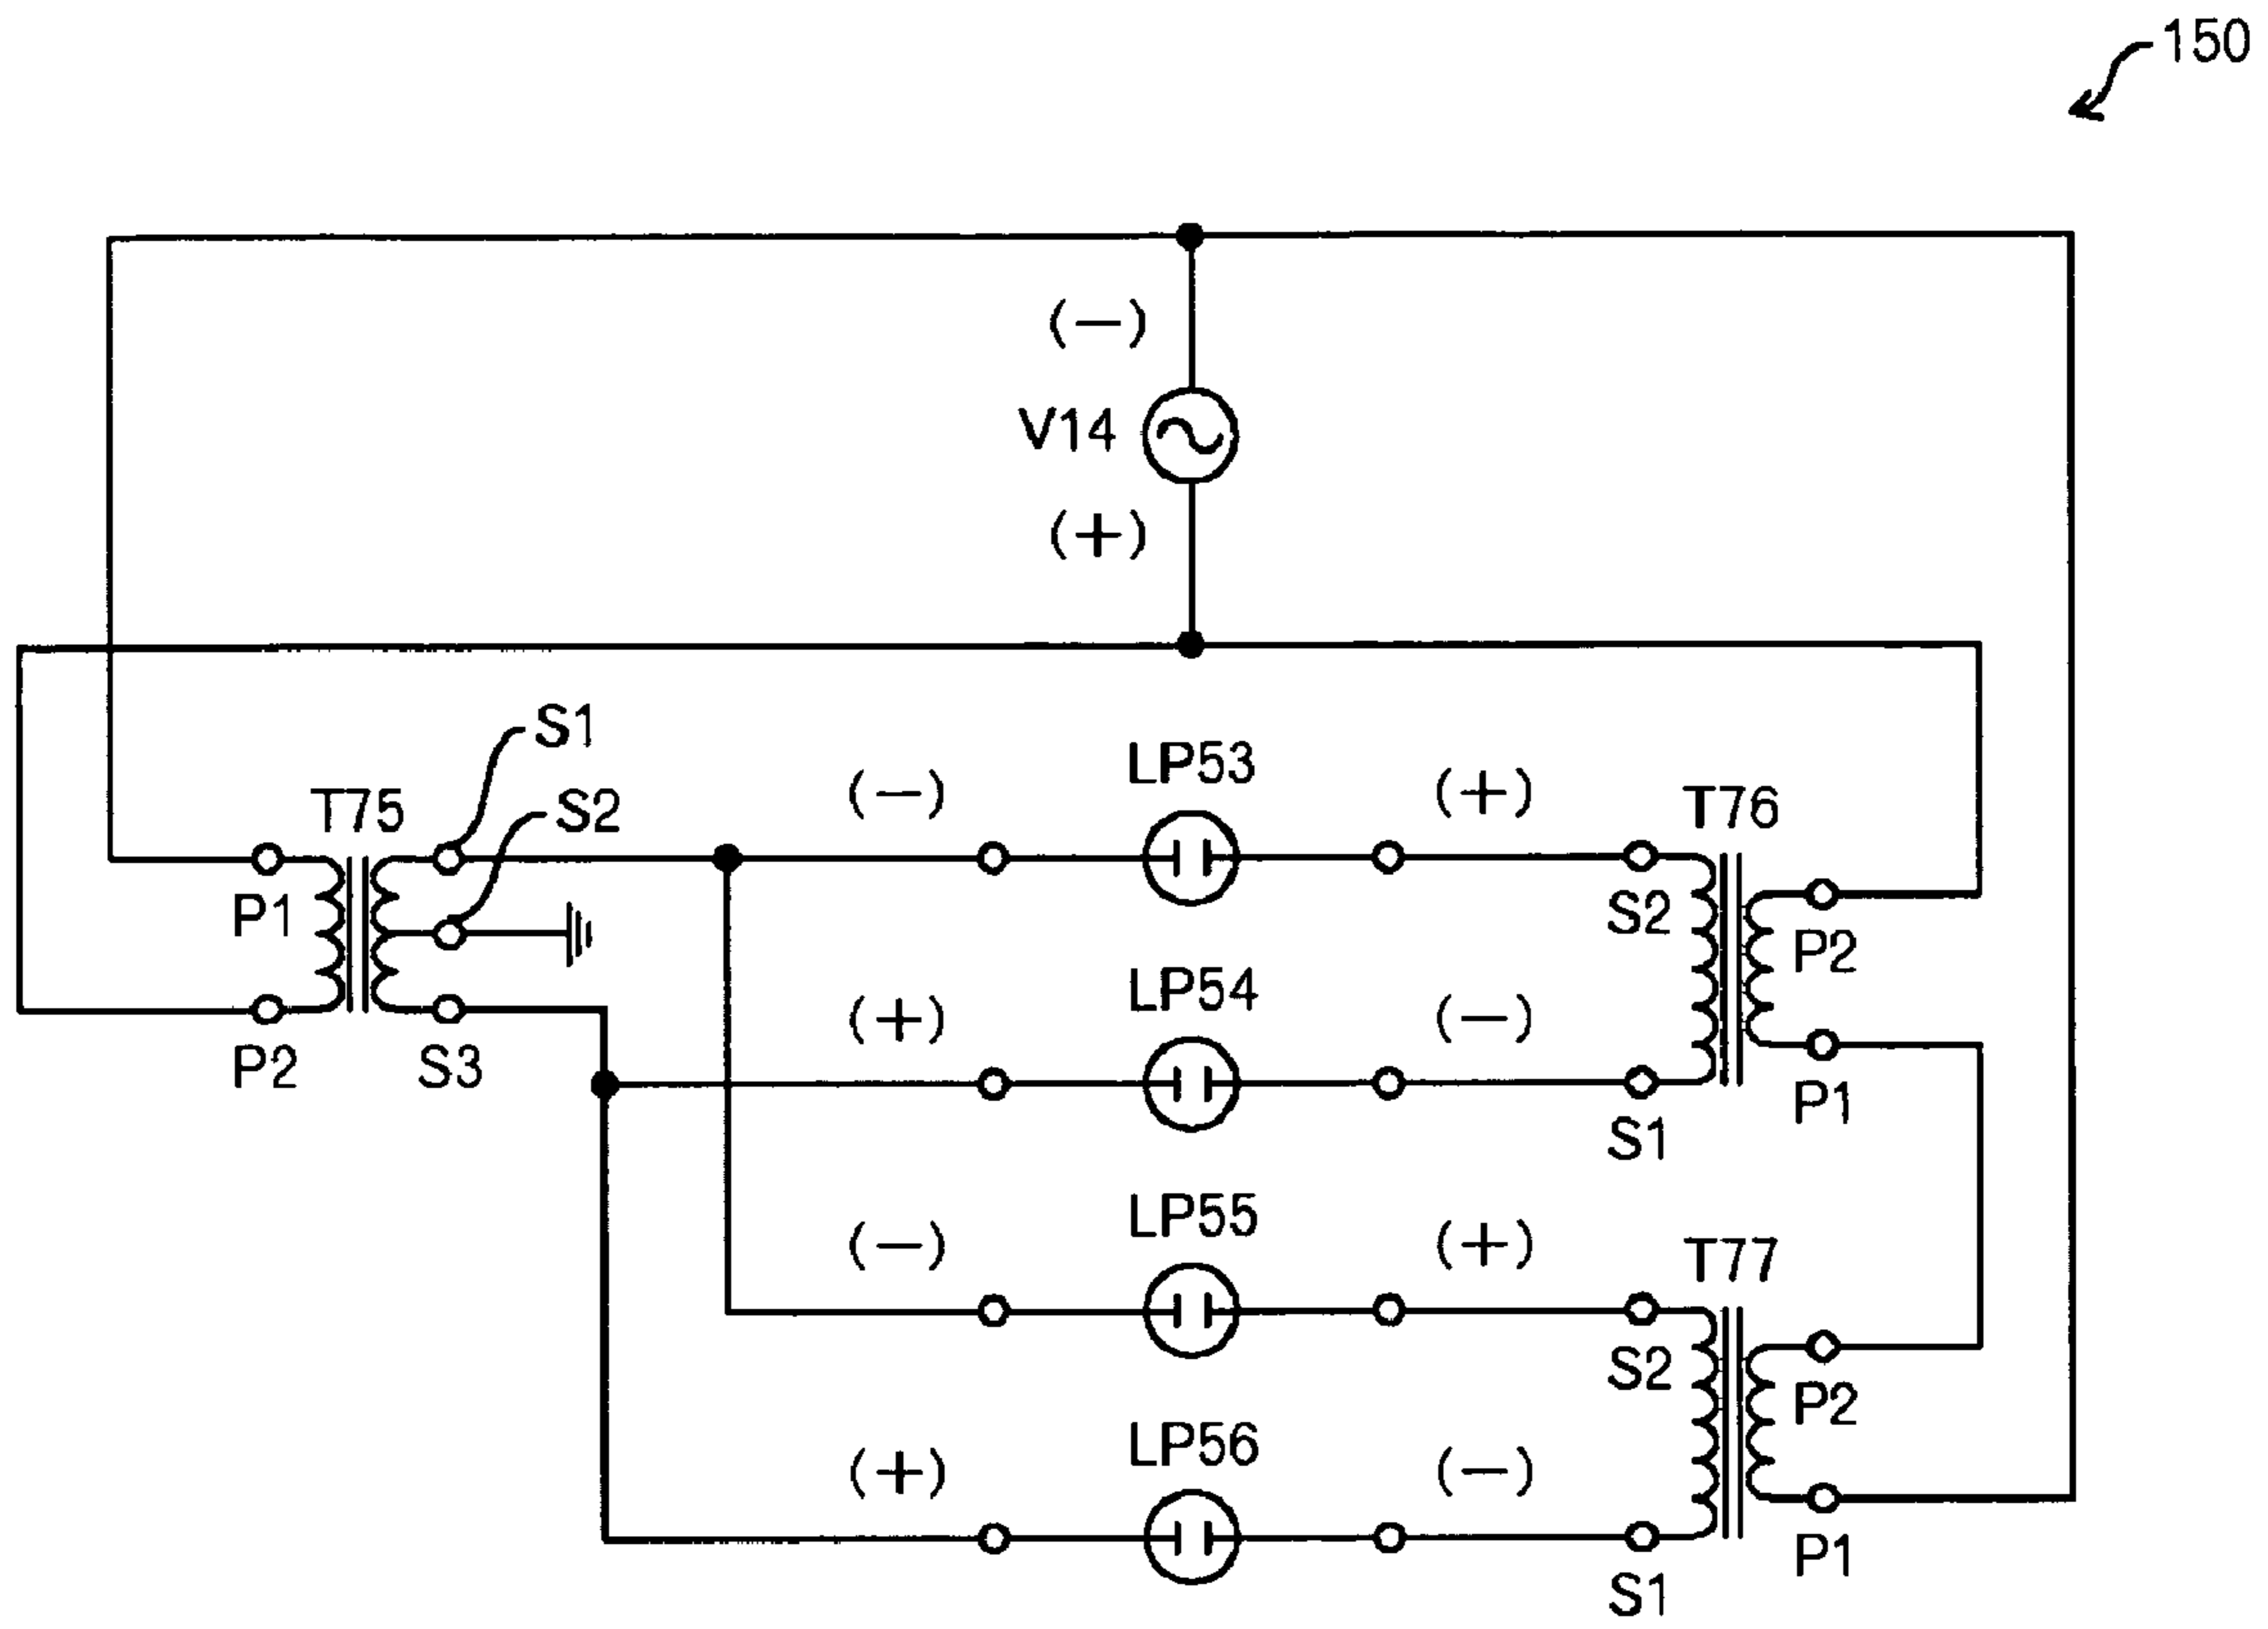 150
(−)
V14
(+)
S1
LP53
(−)
(+)
T75
S2
T76
P1
S2
P2
LP54
(+)
(−)
P2
S3
P1
S1
LP55
(−)
(+)
T77
S2
P2
LP56
(+)
(−)
P1
S1